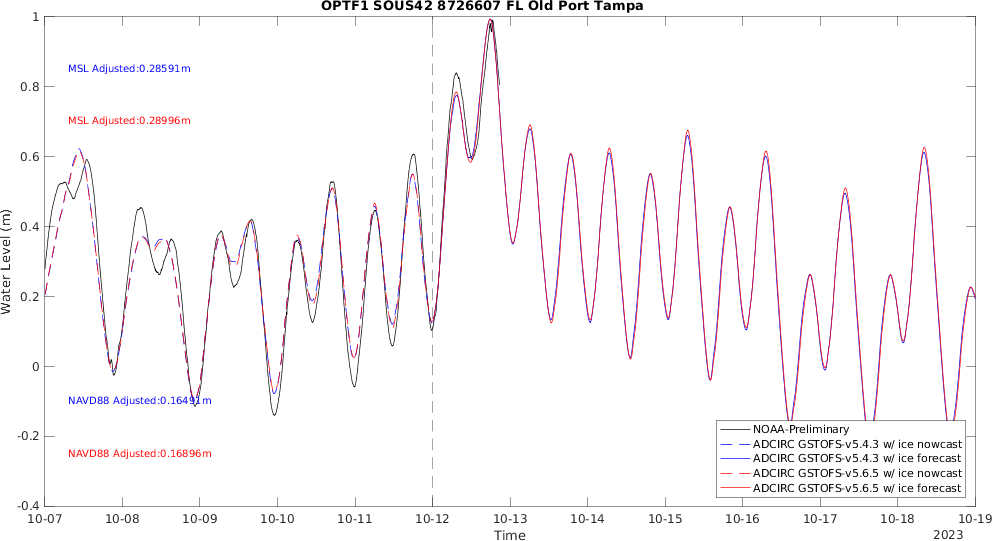 OPTF1 SOUS42 8726607 FL Old Port Tampa
1
MSL Adjusted:0.28591m
0.8
MSL Adjusted:0.28996m
0.6
0.4
0.2
0
NAVD88 Adjusted:0.16491m
-0.2
NAVD88 Adjusted:0.16896m
-0.4
Water Level (m)
NOAA-Preliminary
ADCIRC GSTOFS-v5.4.3 w/ ice nowcast
ADCIRC GSTOFS-v5.4.3 w/ ice forecast
ADCIRC GSTOFS-v5.6.5 w/ ice nowcast
ADCIRC GSTOFS-v5.6.5 w/ ice forecast
10-07 10-08 10-09 10-10 10-11 10-12 10-13 10-14 10-15 10-16 10-17 10-18 10-19
Time
2023